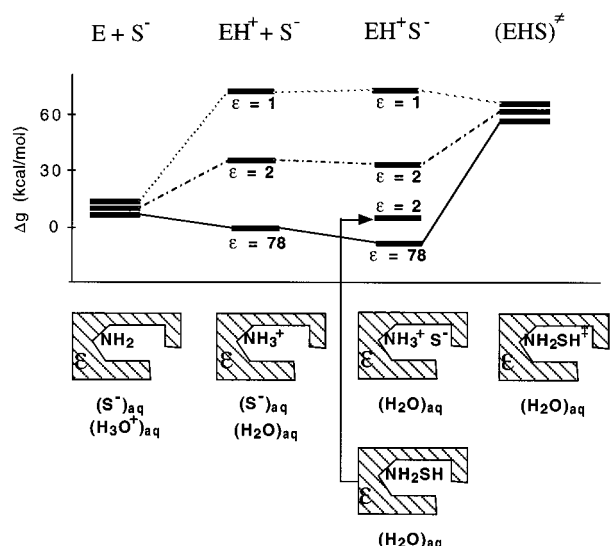 E + S⁻ EH⁺ + S⁻ EH⁺S⁻ (EHS)≠
Δg (kcal/mol)
60
30
0
ε = 1 ε = 1
ε = 2 ε = 2
ε = 2
ε = 78 ε = 78
NH2 NH3⁺ NH3⁺ S⁻ NH2SH‡
ε ε ε ε
(S⁻)aq (S⁻)aq (H2O)aq (H2O)aq
(H3O⁺)aq (H2O)aq
NH2SH
ε
(H2O)aq